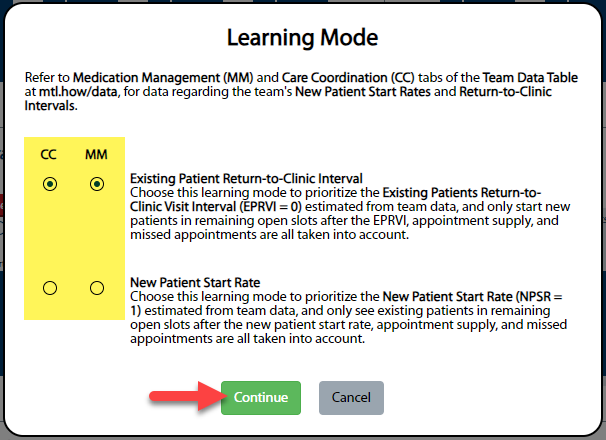 Learning Mode
Refer to Medication Management (MM) and Care Coordination (CC) tabs of the Team Data Table
at mtl.how/data, for data regarding the team's New Patient Start Rates and Return-to-Clinic
Intervals.
CC MM
Existing Patient Return-to-Clinic Interval
Choose this learning mode to prioritize the Existing Patients Return-to-
Clinic Visit Interval (EPRVI = 0) estimated from team data, and only start new
patients in remaining open slots after the EPRVI, appointment supply, and
missed appointments are all taken into account.
New Patient Start Rate
Choose this learning mode to prioritize the New Patient Start Rate (NPSR =
1) estimated from team data, and only see existing patients in remaining
open slots after the new patient start rate, appointment supply, and missed
appointments are all taken into account.
Continue Cancel